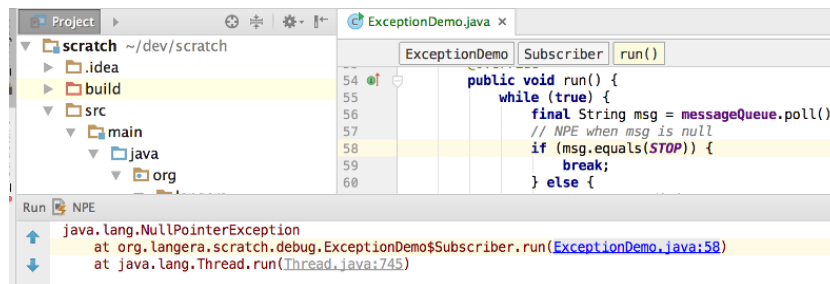 Project
ExceptionDemo.java ×
scratch ~/dev/scratch
.idea
build
src
main
java
org
ExceptionDemo Subscriber run()
54 public void run() {
55 while (true) {
56 final String msg = messageQueue.poll()
57 // NPE when msg is null
58 if (msg.equals(STOP)) {
59 break;
60 } else {
Run NPE
java.lang.NullPointerException
at org.langera.scratch.debug.ExceptionDemo$Subscriber.run(ExceptionDemo.java:58)
at java.lang.Thread.run(Thread.java:745)